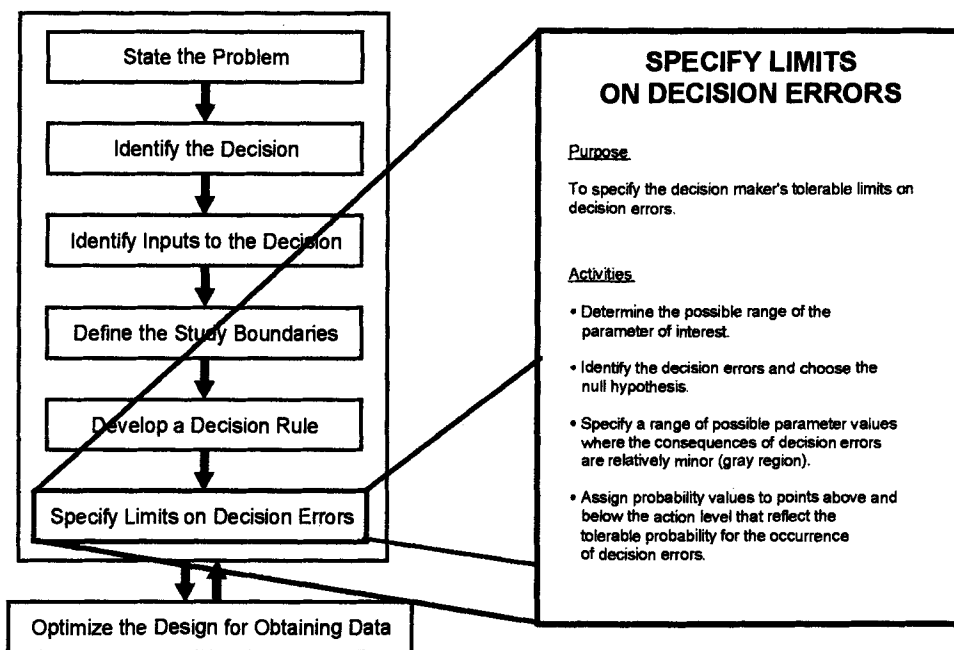 State the Problem
Identify the Decision
Identify Inputs to the Decision
Define the Study Boundaries
Develop a Decision Rule
Specify Limits on Decision Errors
Optimize the Design for Obtaining Data
SPECIFY LIMITS
ON DECISION ERRORS
Purpose
To specify the decision maker's tolerable limits on
decision errors.
Activities
• Determine the possible range of the
parameter of interest.
• Identify the decision errors and choose the
null hypothesis.
• Specify a range of possible parameter values
where the consequences of decision errors
are relatively minor (gray region).
• Assign probability values to points above and
below the action level that reflect the
tolerable probability for the occurrence
of decision errors.